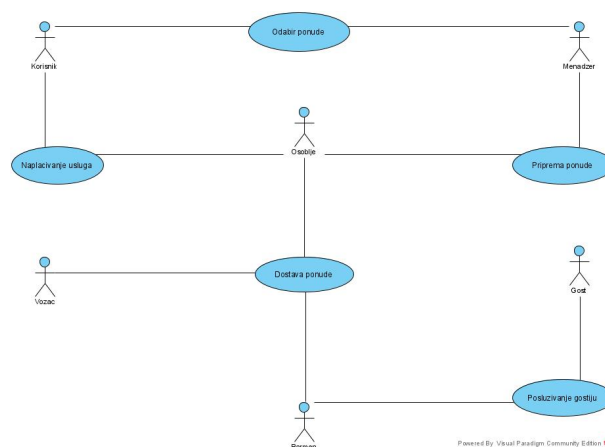 Odabir ponude
Korisnik
Menadzer
Osoblje
Naplacivanje usluga
Priprema ponude
Dostava ponude
Vozac
Gost
Posluzivanje gostiju
Powered By Visual Paradigm Community Edition